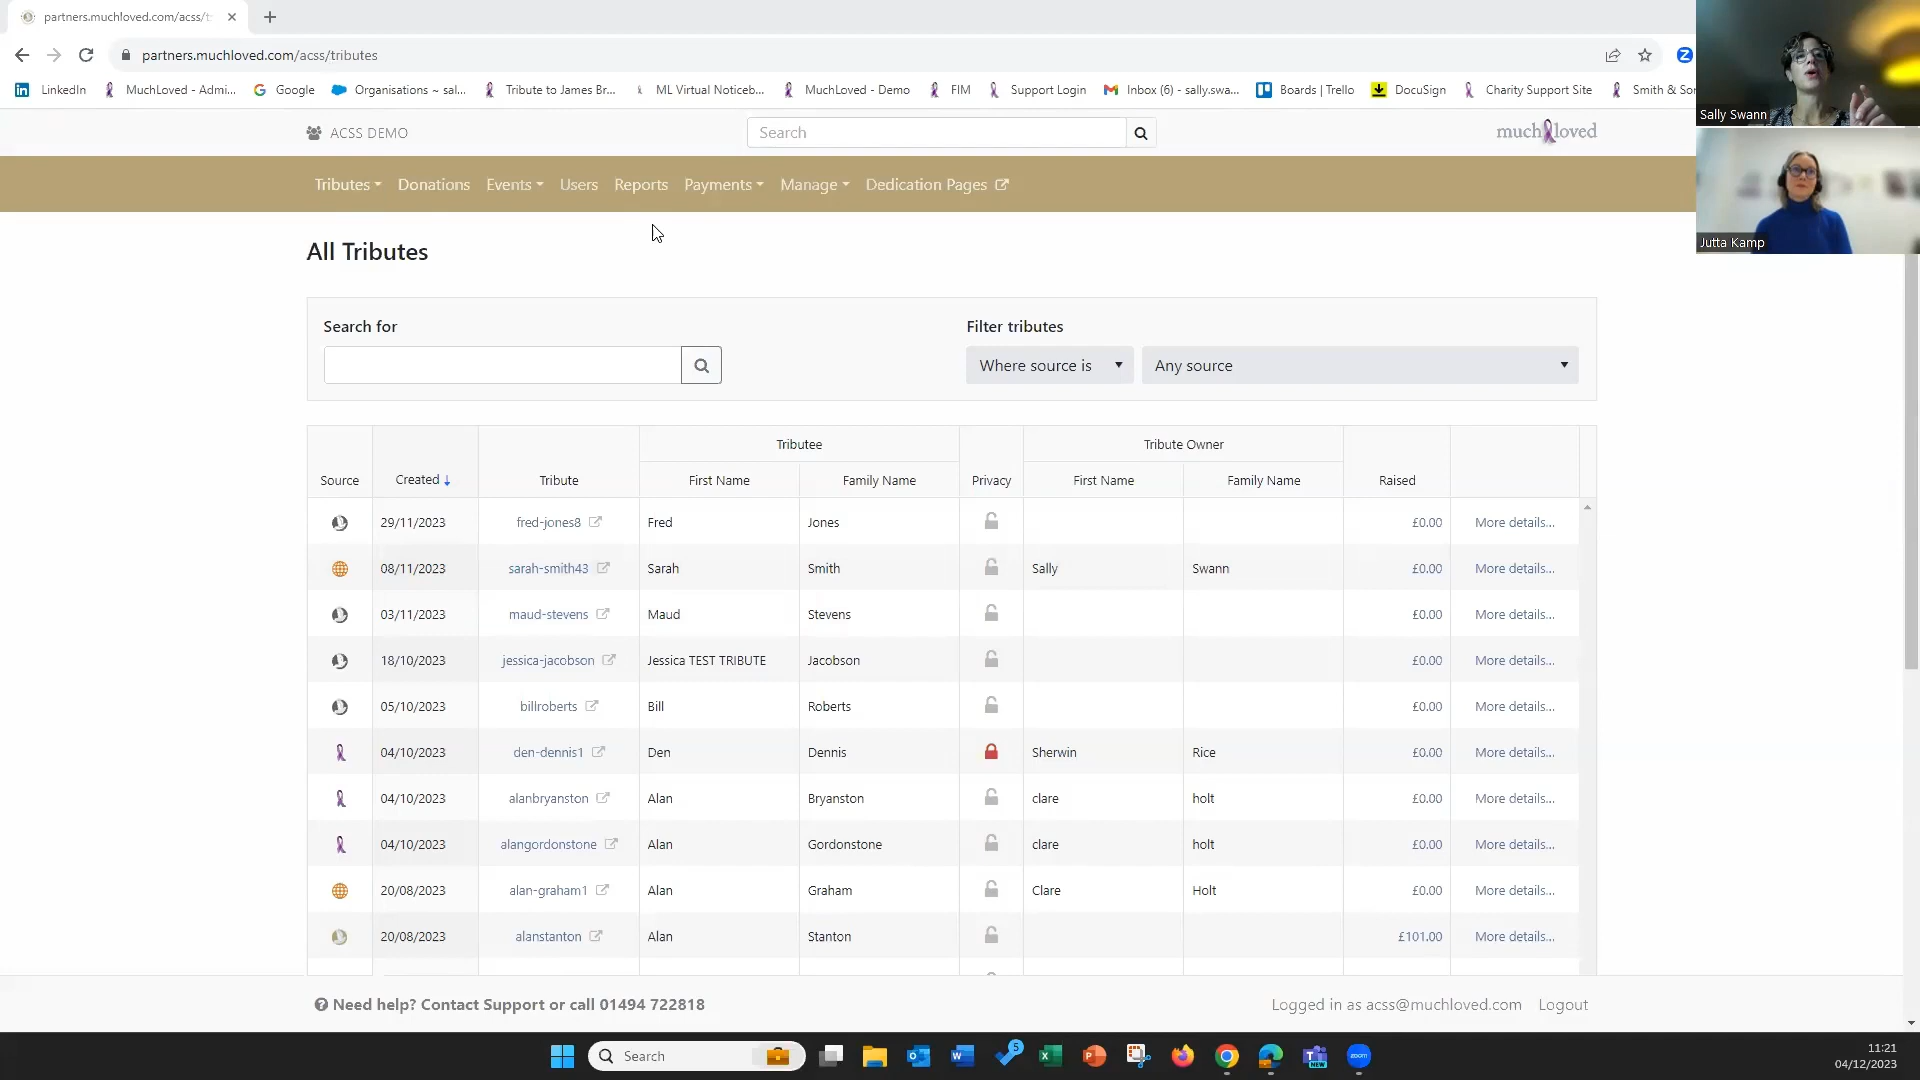 partners.muchloved.com/acss/t
partners.muchloved.com/acss/tributes
LinkedIn MuchLoved - Admi... Google Organisations ~ sal... Tribute to James Br... ML Virtual Noticeb... MuchLoved - Demo FIM Support Login Inbox (6) - sally.swa... Boards | Trello DocuSign Charity Support Site Smith & So
Sally Swann
ACSS DEMO Search much loved
Tributes Donations Events Users Reports Payments Manage Dedication Pages
Jutta Kamp
All Tributes
Search for Filter tributes
Where source is Any source
Tributee Tribute Owner
Source Created Tribute First Name Family Name Privacy First Name Family Name Raised
29/11/2023 fred-jones8 Fred Jones £0.00 More details...
08/11/2023 sarah-smith43 Sarah Smith Sally Swann £0.00 More details...
03/11/2023 maud-stevens Maud Stevens £0.00 More details...
18/10/2023 jessica-jacobson Jessica TEST TRIBUTE Jacobson £0.00 More details...
05/10/2023 billroberts Bill Roberts £0.00 More details...
04/10/2023 den-dennis1 Den Dennis Sherwin Rice £0.00 More details...
04/10/2023 alanbryanston Alan Bryanston clare holt £0.00 More details...
04/10/2023 alangordonstone Alan Gordonstone clare holt £0.00 More details...
20/08/2023 alan-graham1 Alan Graham Clare Holt £0.00 More details...
20/08/2023 alanstanton Alan Stanton £101.00 More details...
Need help? Contact Support or call 01494 722818 Logged in as acss@muchloved.com Logout
Search 5 NEW zoom 11:21
04/12/2023